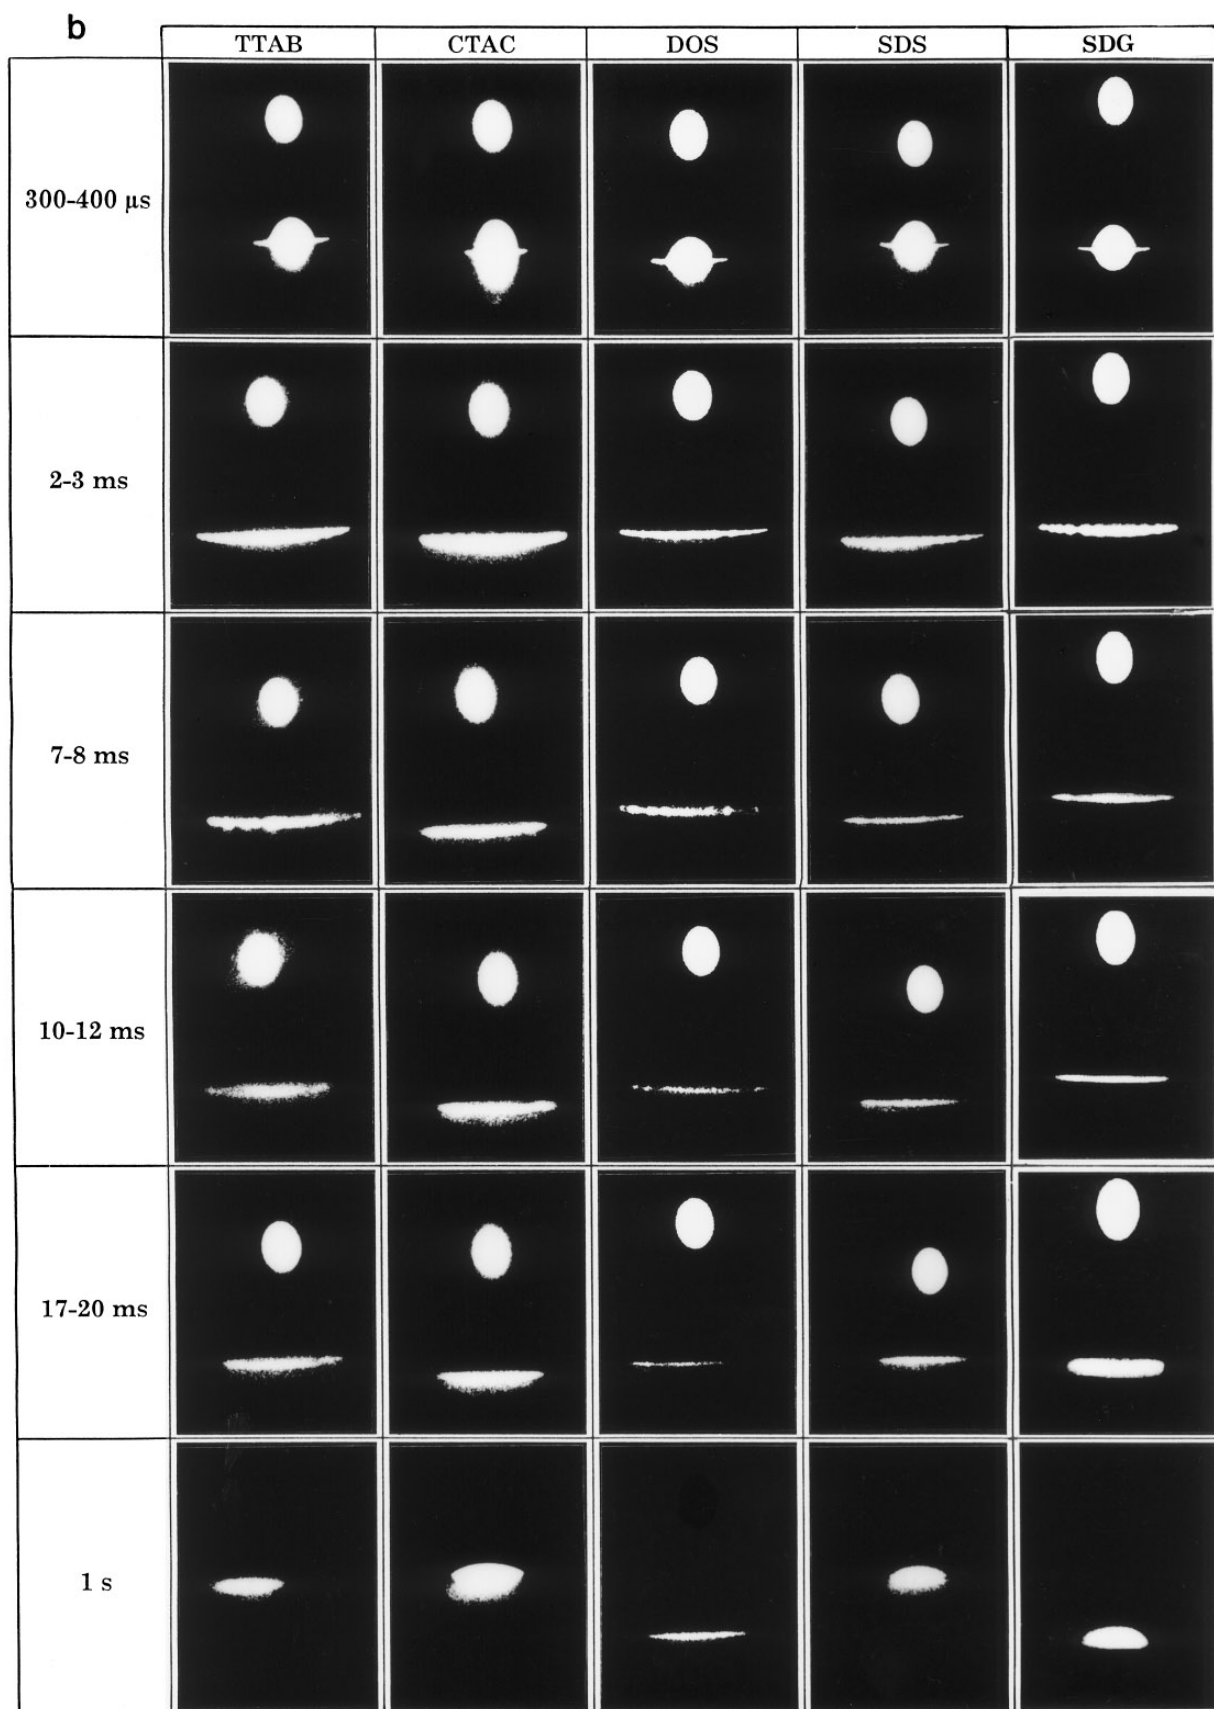 b
TTAB CTAC DOS SDS SDG
300-400 μs
2-3 ms
7-8 ms
10-12 ms
17-20 ms
1 s